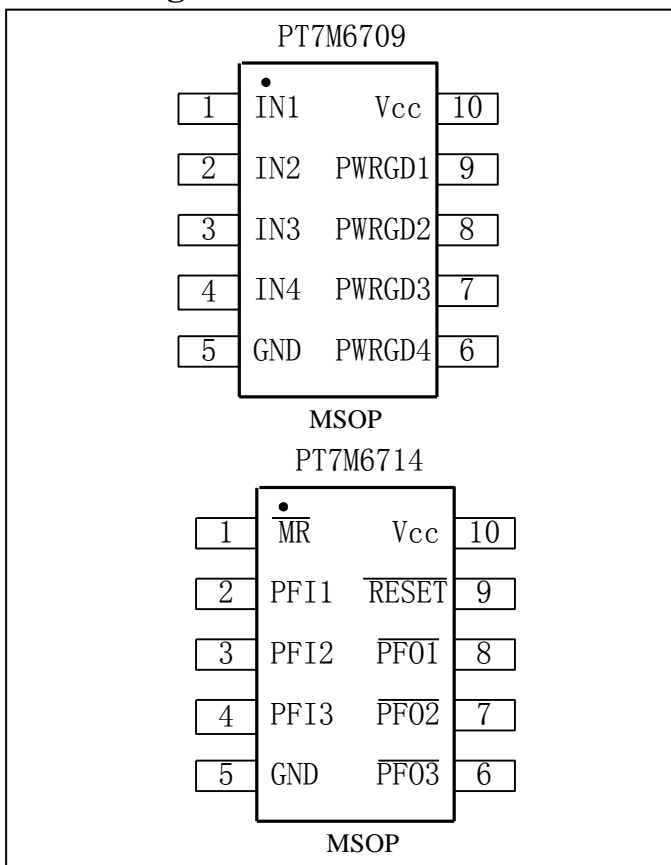 PT7M6709
1 IN1 Vcc 10
2 IN2 PWRGD1 9
3 IN3 PWRGD2 8
4 IN4 PWRGD3 7
5 GND PWRGD4 6
MSOP
PT7M6714
1 MR Vcc 10
2 PFI1 RESET 9
3 PFI2 PFO1 8
4 PFI3 PFO2 7
5 GND PFO3 6
MSOP